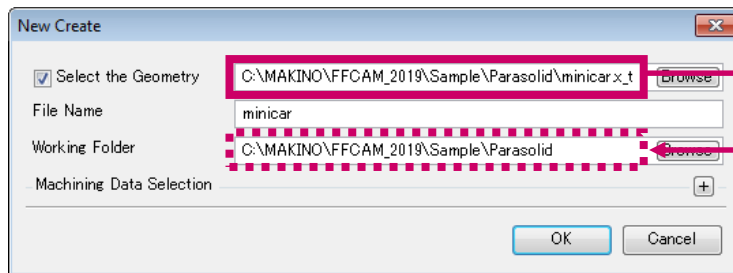 New Create
Select the Geometry C:\MAKINO\FFCAM_2019\Sample\Parasolid\minicar.x_t Browse
File Name minicar
Working Folder C:\MAKINO\FFCAM_2019\Sample\Parasolid Browse
Machining Data Selection +
OK Cancel